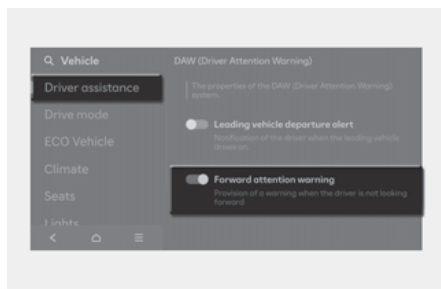 Vehicle
Driver assistance
Drive mode
ECO Vehicle
Climate
Seats
Lights
DAW (Driver Attention Warning)
The properties of the DAW (Driver Attention Warning)
system.
Leading vehicle departure alert
Notification of the driver when the leading vehicle
drives on.
Forward attention warning
Provision of a warning when the driver is not looking
forward